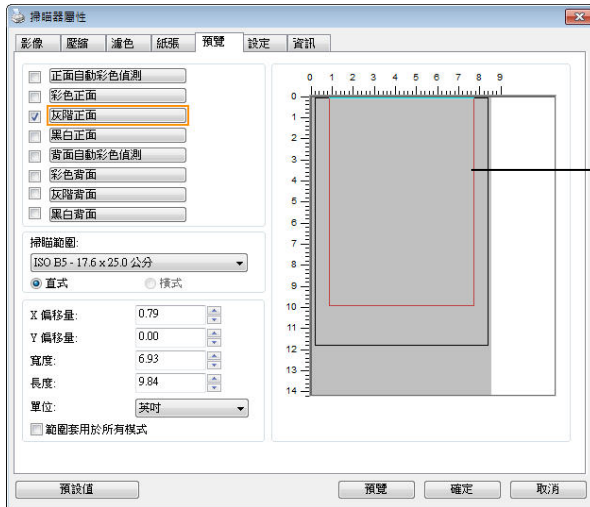 掃瞄器屬性
影像 壓縮 濾色 紙張 預覽 設定 資訊
正面自動彩色偵測
彩色正面
灰階正面
黑白正面
背面自動彩色偵測
彩色背面
灰階背面
黑白背面
掃瞄範圍:
ISO B5 - 17.6 x 25.0 公分
直式 橫式
X 偏移量: 0.79
Y 偏移量: 0.00
寬度: 6.93
長度: 9.84
單位: 英吋
範圍套用於所有模式
0 1 2 3 4 5 6 7 8 9
0
1
2
3
4
5
6
7
8
9
10
11
12
13
14
預設值 預覽 確定 取消